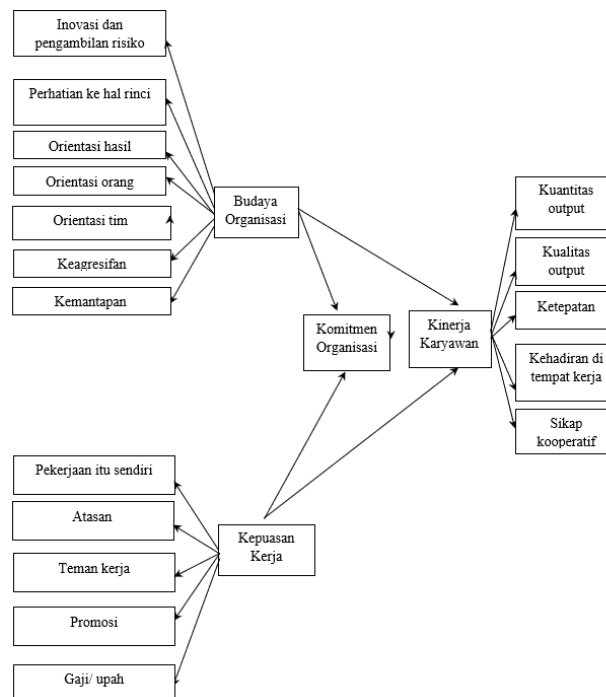 Inovasi dan
pengambilan risiko
Perhatian ke hal rinci
Orientasi hasil
Orientasi orang
Orientasi tim
Keagresifan
Kemantapan
Budaya
Organisasi
Komitmen
Organisasi
Kinerja
Karyawan
Kuantitas
output
Kualitas
output
Ketepatan
Kehadiran di
tempat kerja
Sikap
kooperatif
Pekerjaan itu sendiri
Atasan
Teman kerja
Promosi
Gaji/ upah
Kepuasan
Kerja